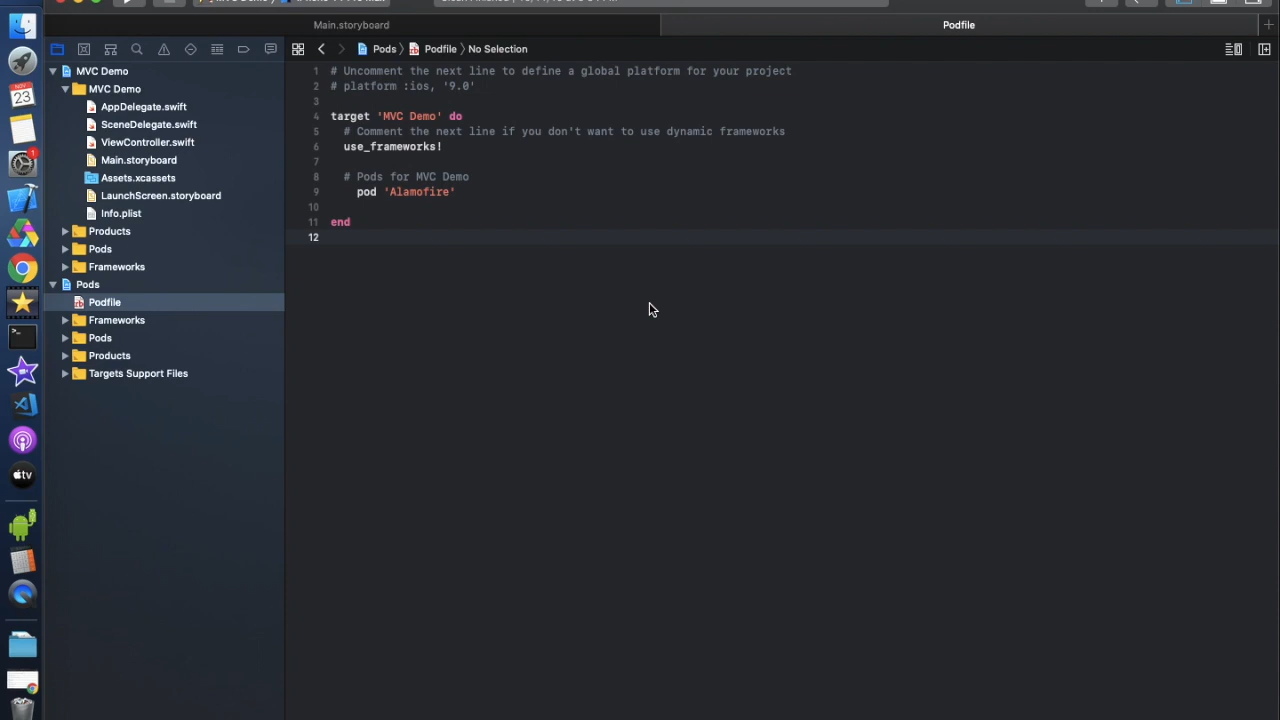 Main.storyboard
Podfile
Pods
Podfile
No Selection
MVC Demo
MVC Demo
AppDelegate.swift
SceneDelegate.swift
ViewController.swift
Main.storyboard
Assets.xcassets
LaunchScreen.storyboard
Info.plist
Products
Pods
Frameworks
Pods
Podfile
Frameworks
Pods
Products
Targets Support Files
1 # Uncomment the next line to define a global platform for your project
2 # platform :ios, '9.0'
3
4 target 'MVC Demo' do
5 # Comment the next line if you don't want to use dynamic frameworks
6 use_frameworks!
7
8 # Pods for MVC Demo
9 pod 'Alamofire'
10
11 end
12
NOV
23
1
tv